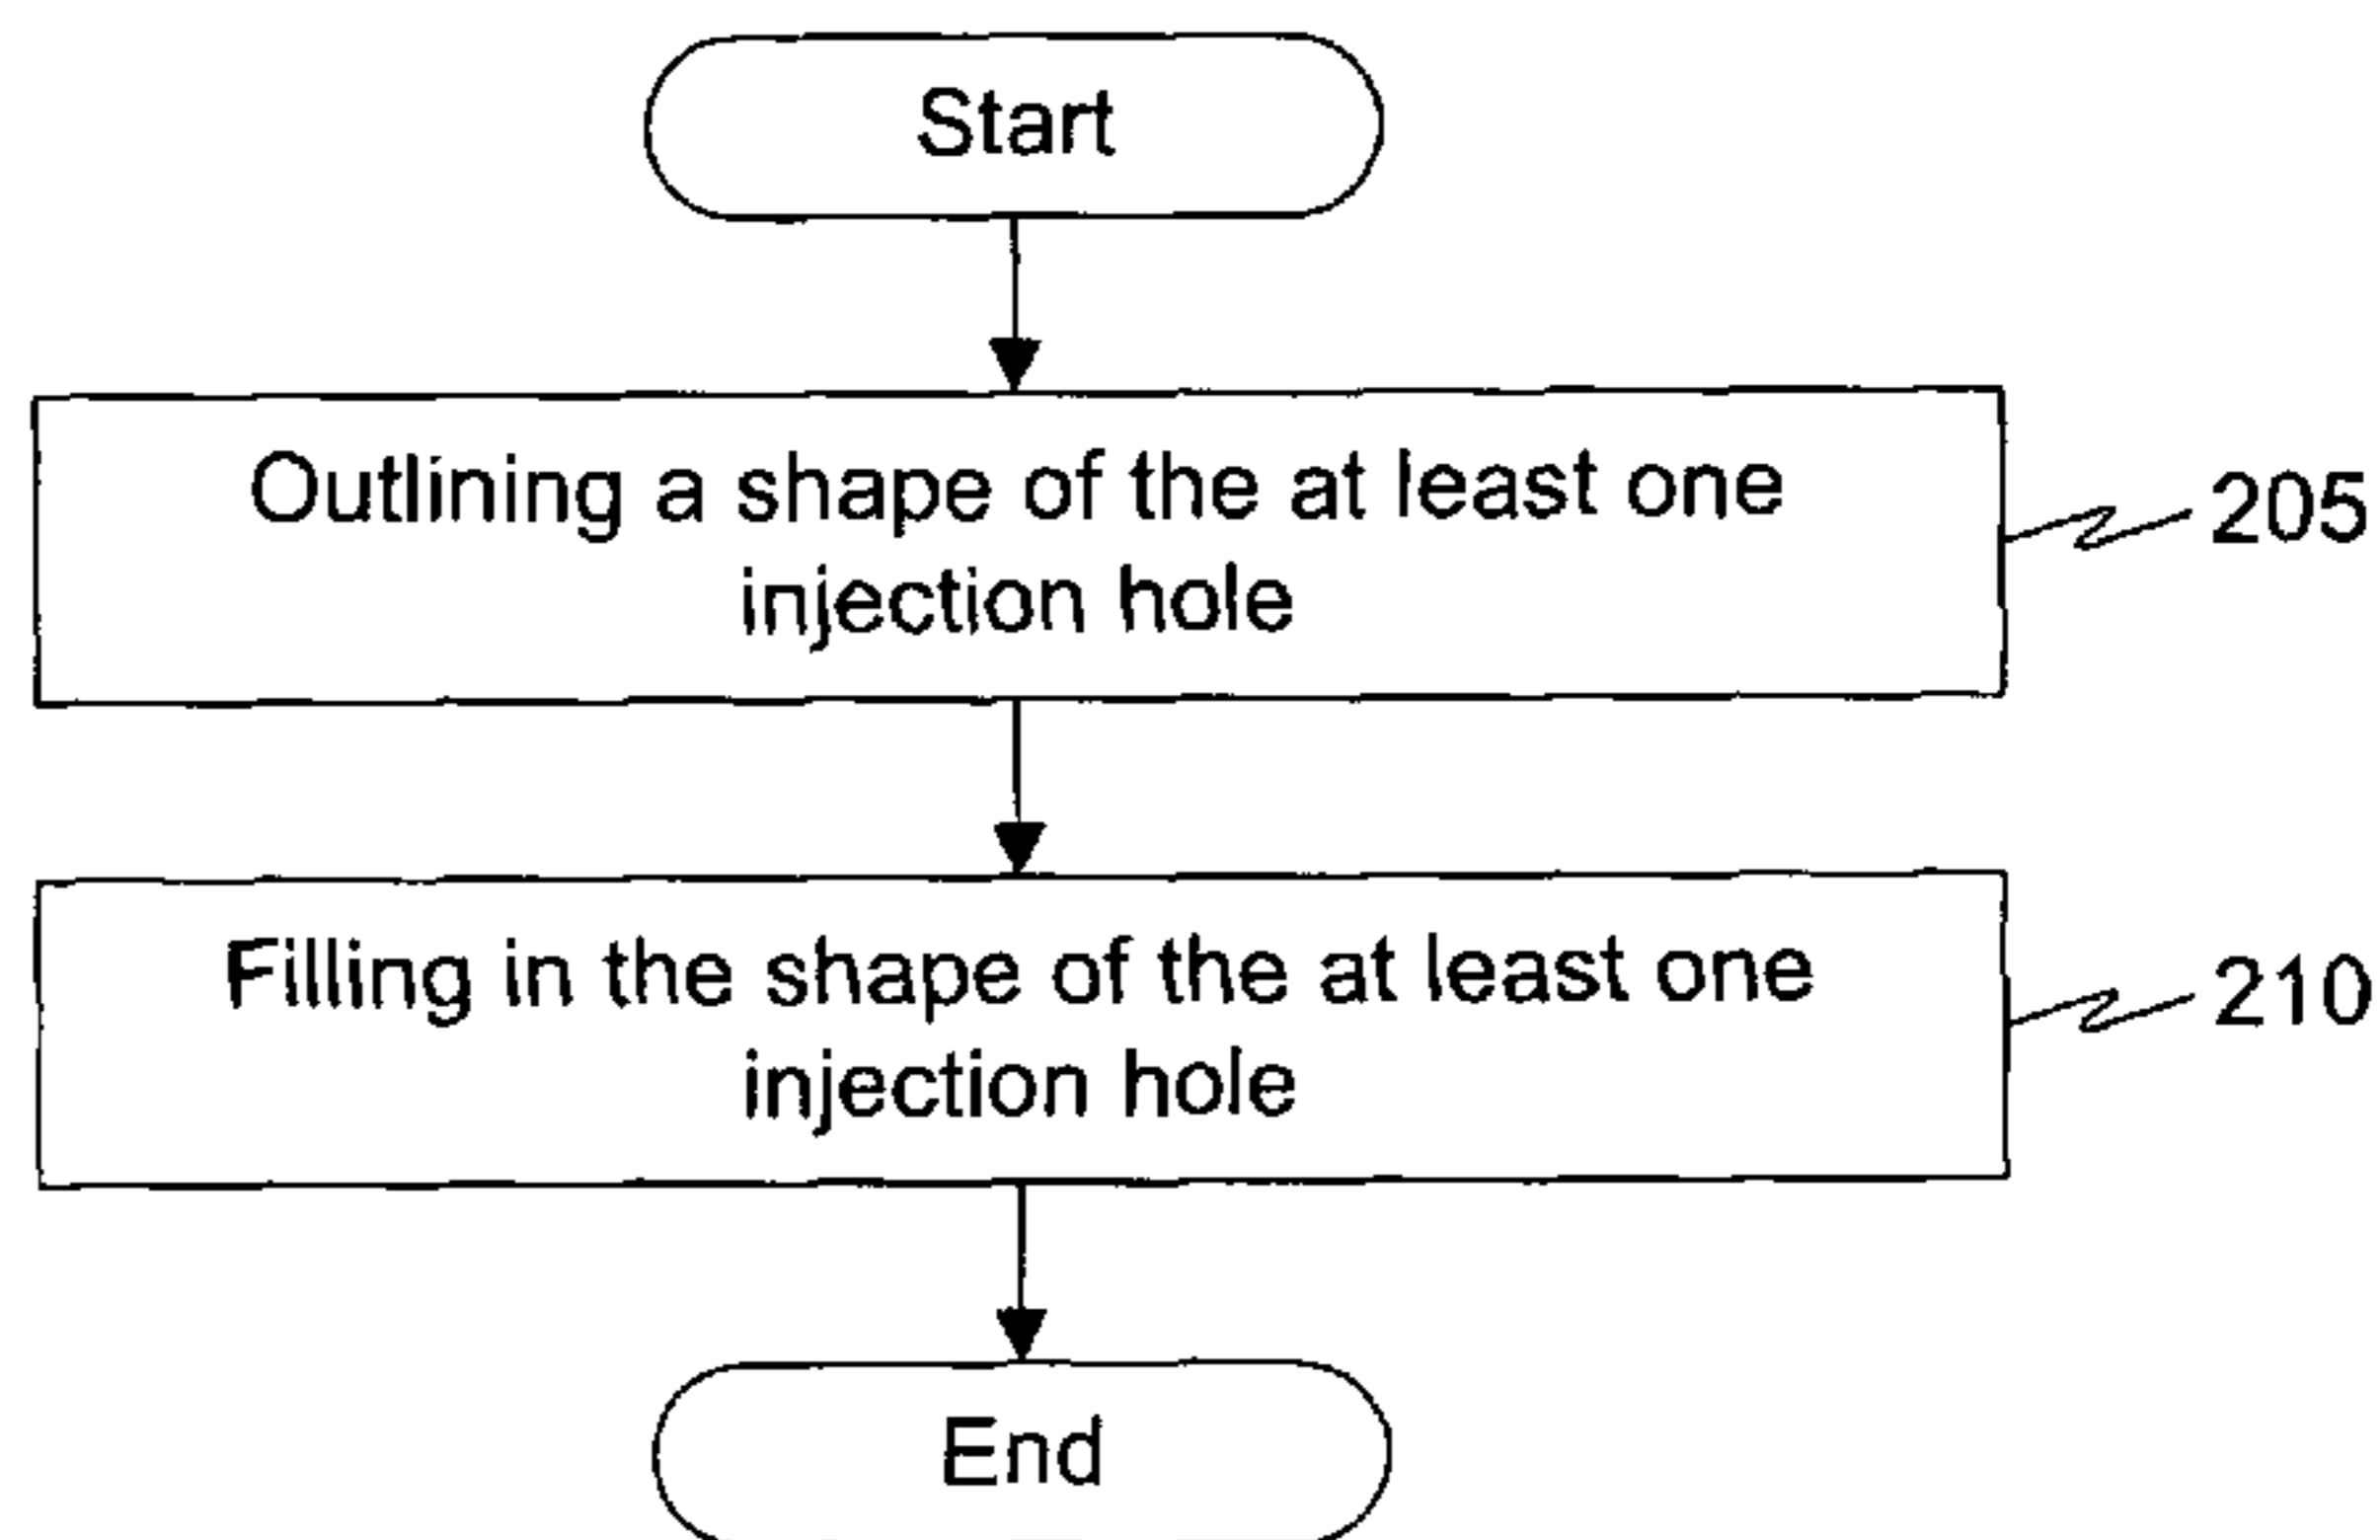 Start
Outlining a shape of the at least one
injection hole
205
Filling in the shape of the at least one
injection hole
210
End